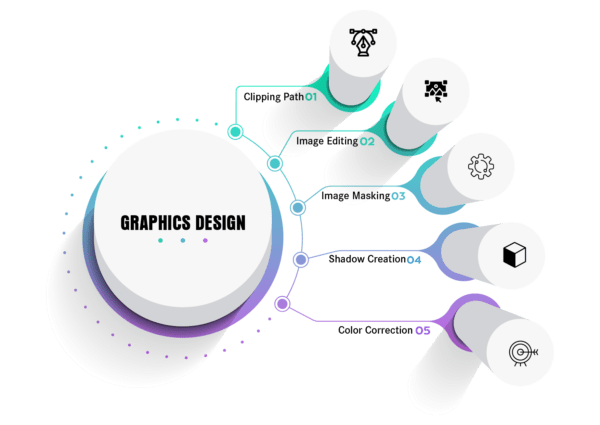 GRAPHICS DESIGN
Clipping Path 01
Image Editing 02
Image Masking 03
Shadow Creation 04
Color Correction 05